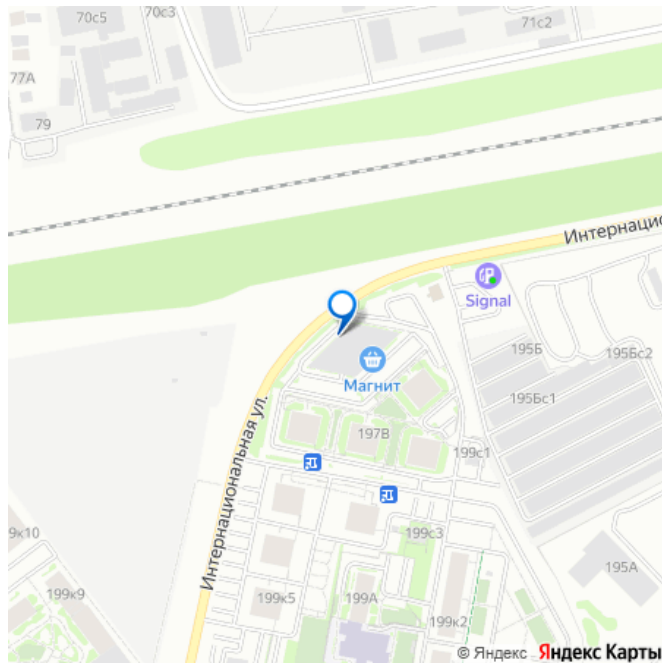 70с5
70с3
71с2
77А
79
Интернацио
Signal
195Б
195Бс2
Магнит
195Бс1
Интернациональная ул.
197В
199с1
199с3
9к10
195А
199к9
199к5
199А
199к2
© Яндекс Яндекс Карты